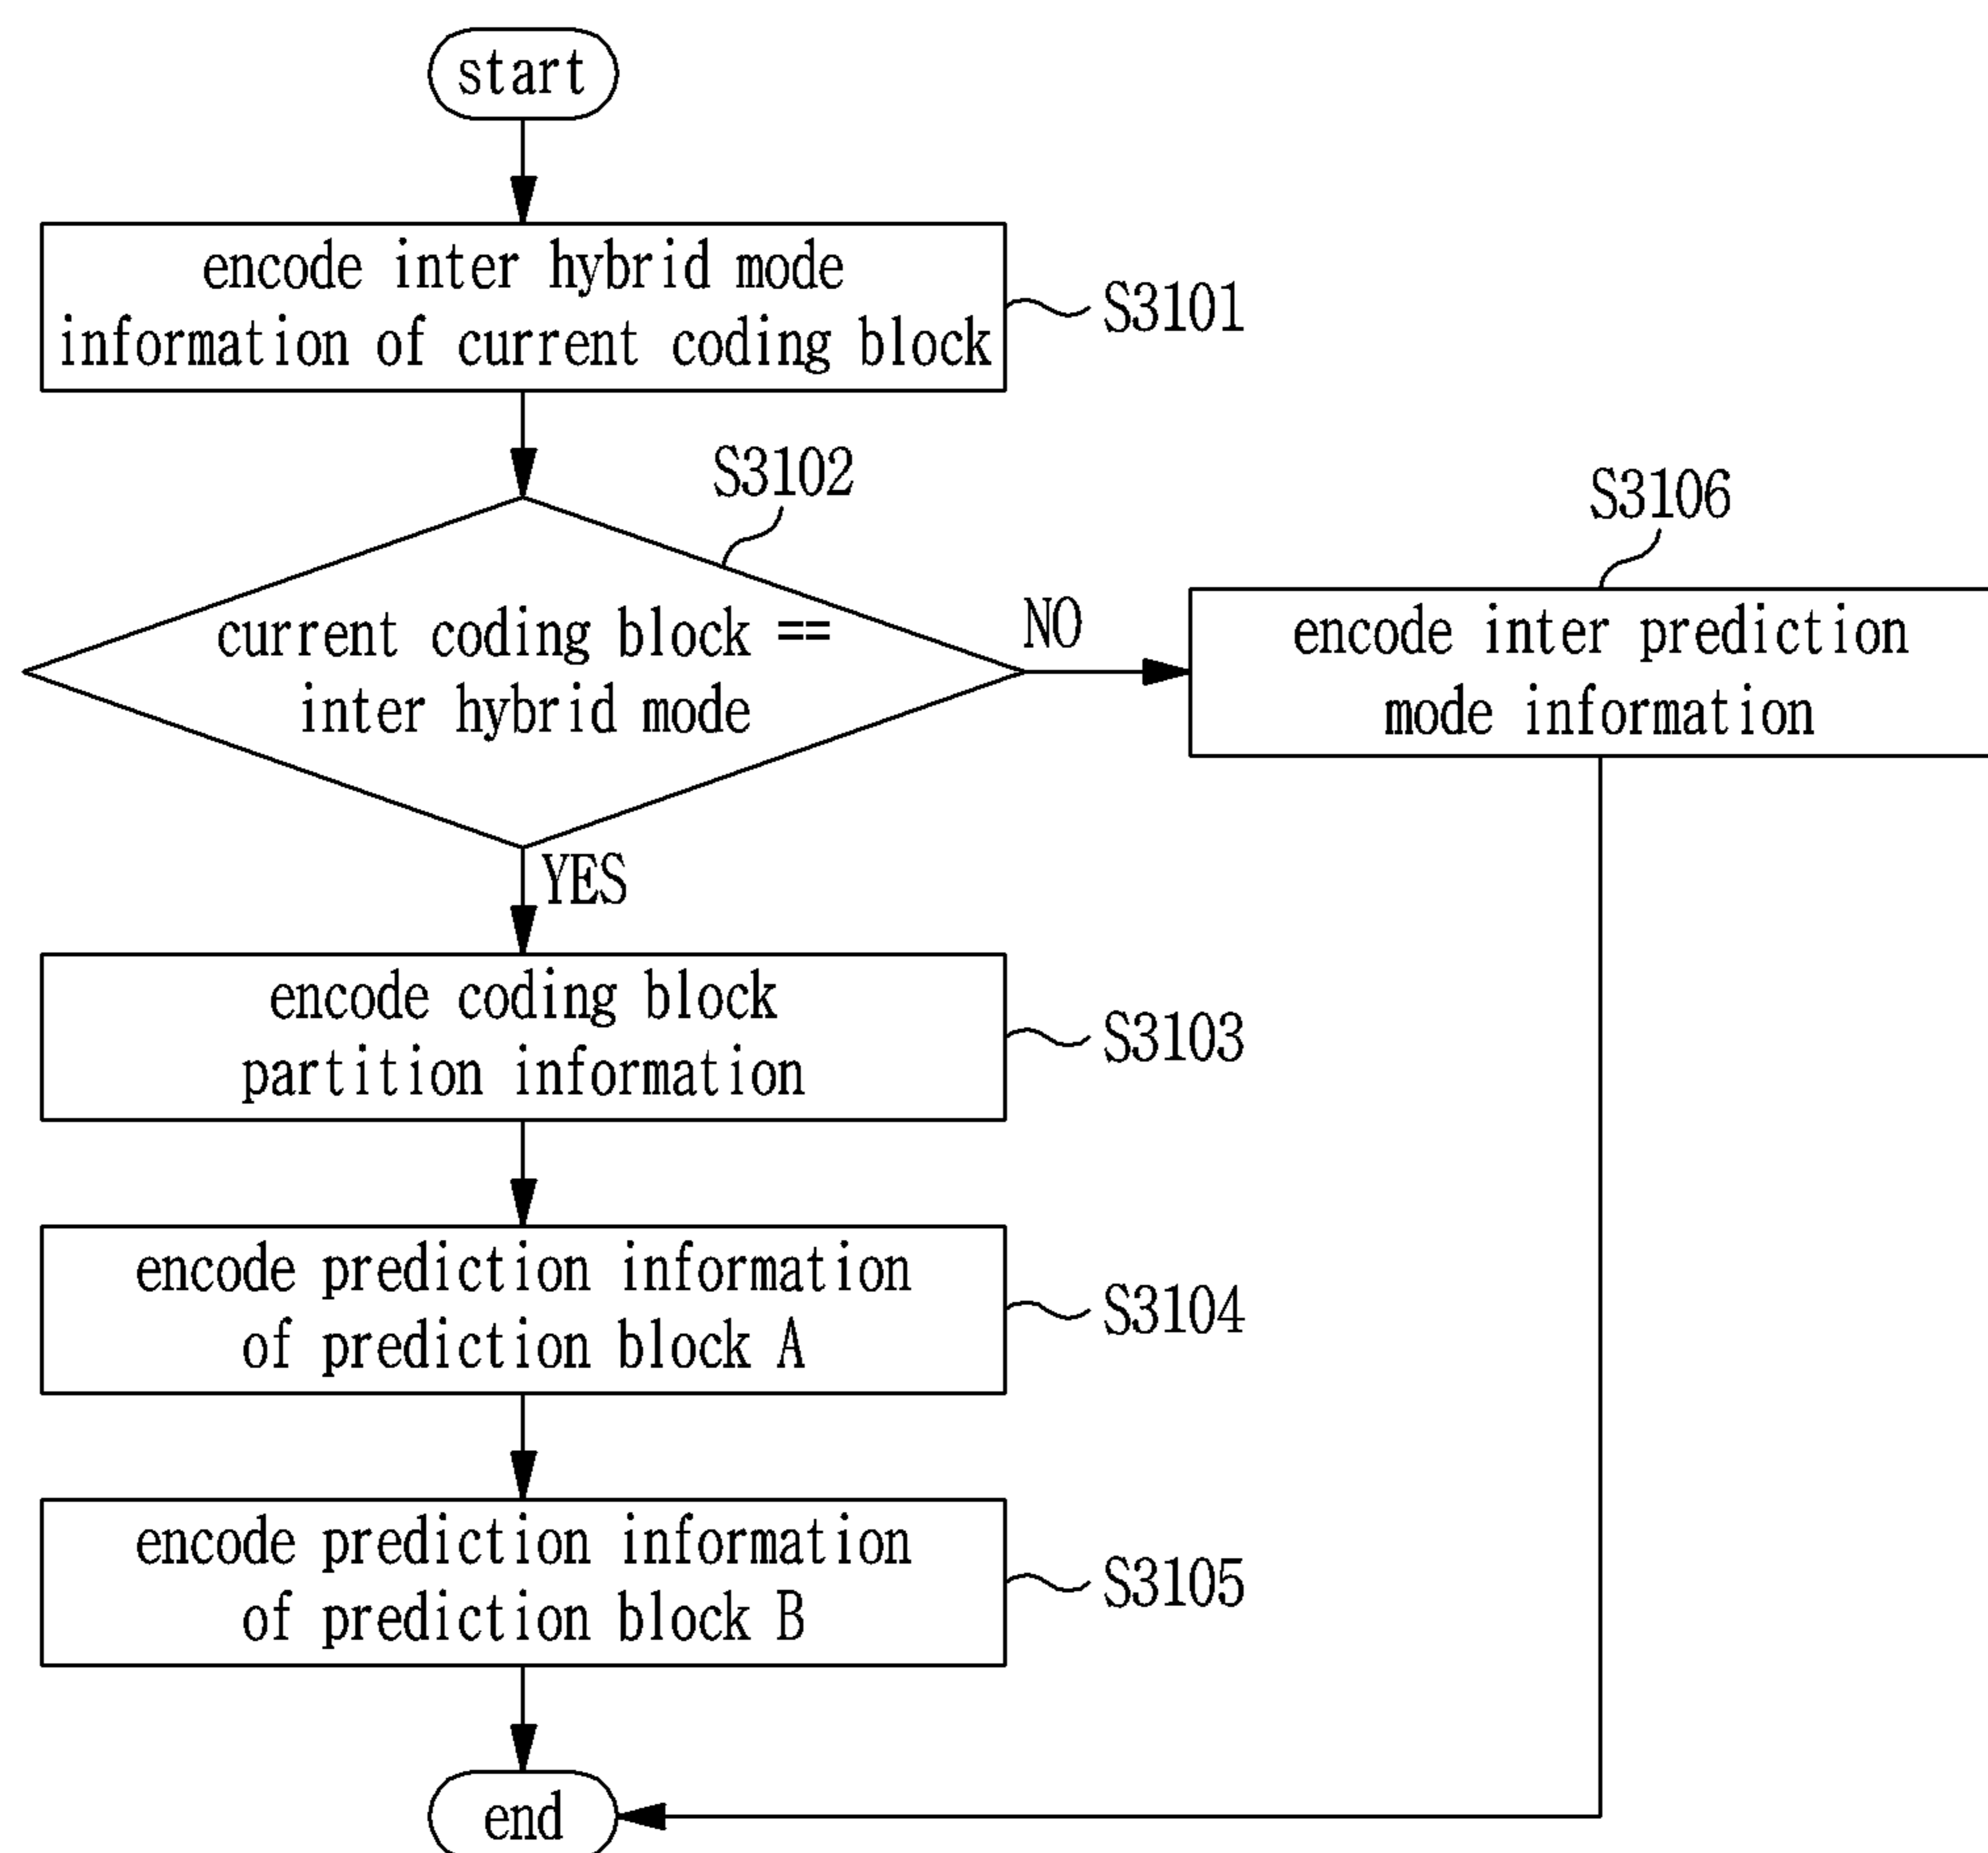 start
encode inter hybrid mode
information of current coding block
S3101
S3102
current coding block ==
inter hybrid mode
NO
S3106
encode inter prediction
mode information
YES
encode coding block
partition information
S3103
encode prediction information
of prediction block A
S3104
encode prediction information
of prediction block B
S3105
end